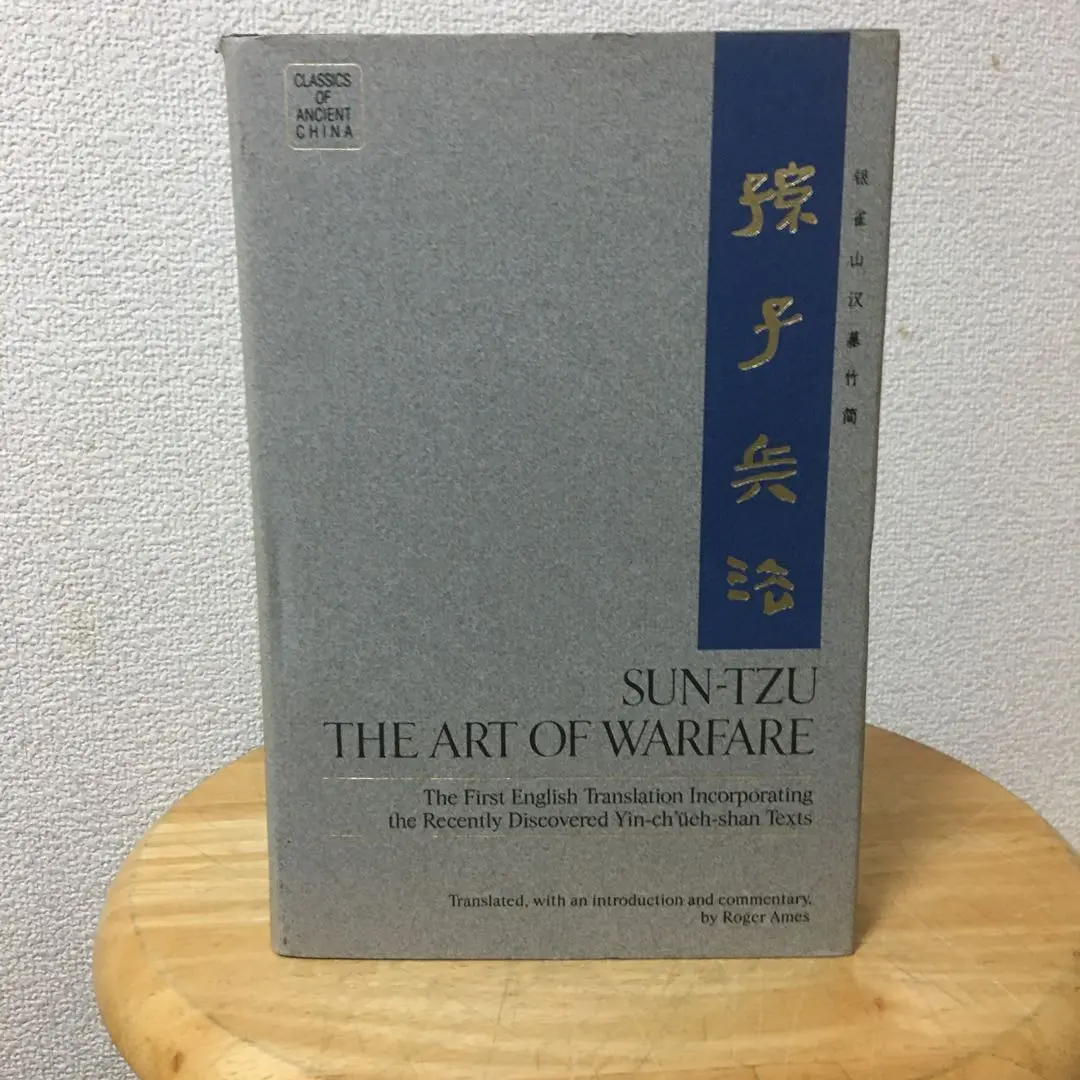 CLASSICS
OF
ANCIENT
CHINA
孫子兵法
银雀山汉墓竹简
SUN-TZU
THE ART OF WARFARE
The First English Translation Incorporating
the Recently Discovered Yin-ch'üeh-shan Texts
Translated, with an introduction and commentary,
by Roger Ames